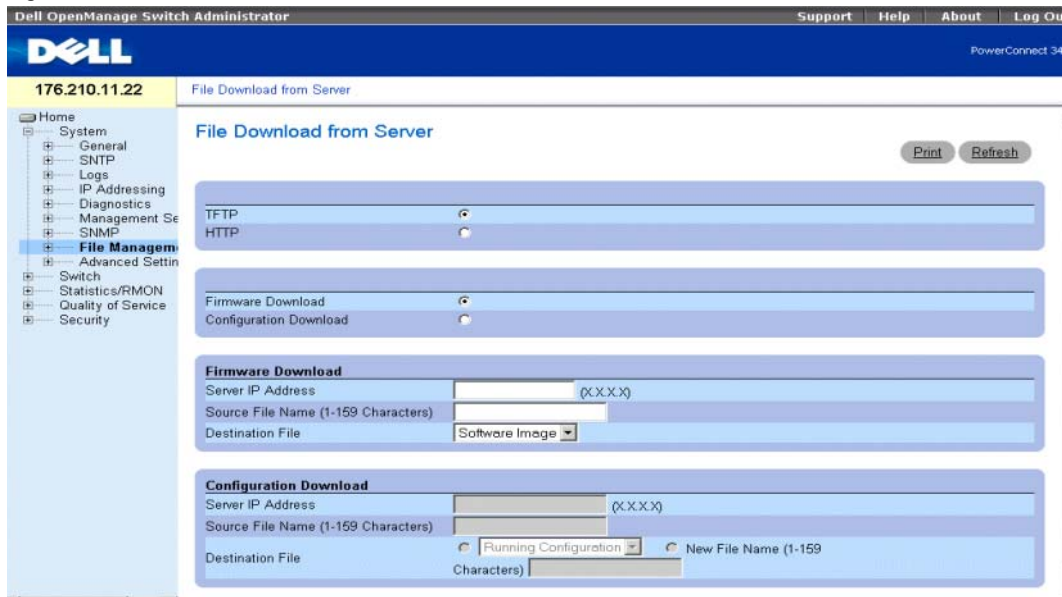 Dell OpenManage Switch Administrator Support Help About Log Ou
DELL
PowerConnect 34
176.210.11.22
File Download from Server
Home
System
General
SNTP
Logs
IP Addressing
Diagnostics
Management Se
SNMP
File Managem
Advanced Settin
Switch
Statistics/RMON
Quality of Service
Security
File Download from Server
Print Refresh
TFTP
HTTP
Firmware Download
Configuration Download
Firmware Download
Server IP Address (X.X.X.X)
Source File Name (1-159 Characters)
Destination File Software Image
Configuration Download
Server IP Address (X.X.X.X)
Source File Name (1-159 Characters)
Destination File Running Configuration New File Name (1-159
Characters)